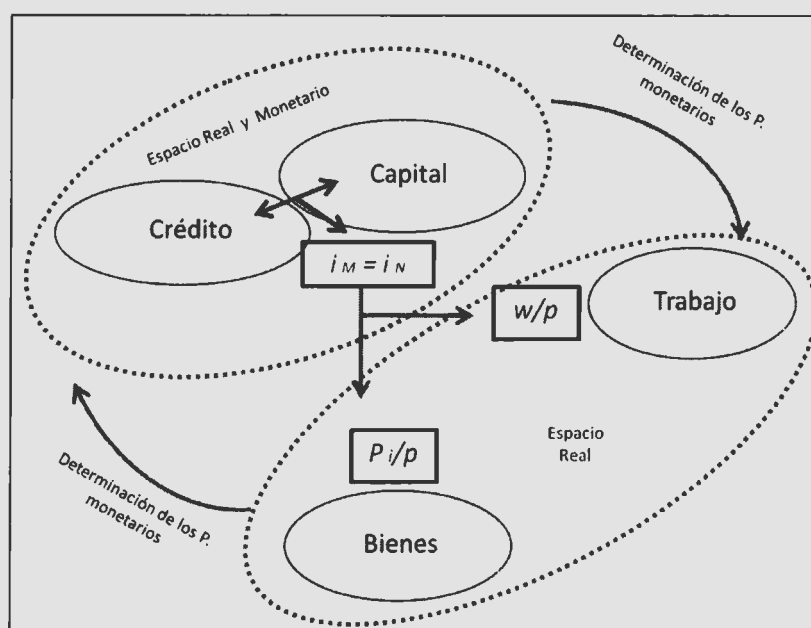 Determinación de los P.
monetarios
Espacio Real y Monetario
Capital
Crédito
i M = i N
Trabajo
w/p
Espacio
Real
P i/p
Determinación de los P.
monetarios
Bienes